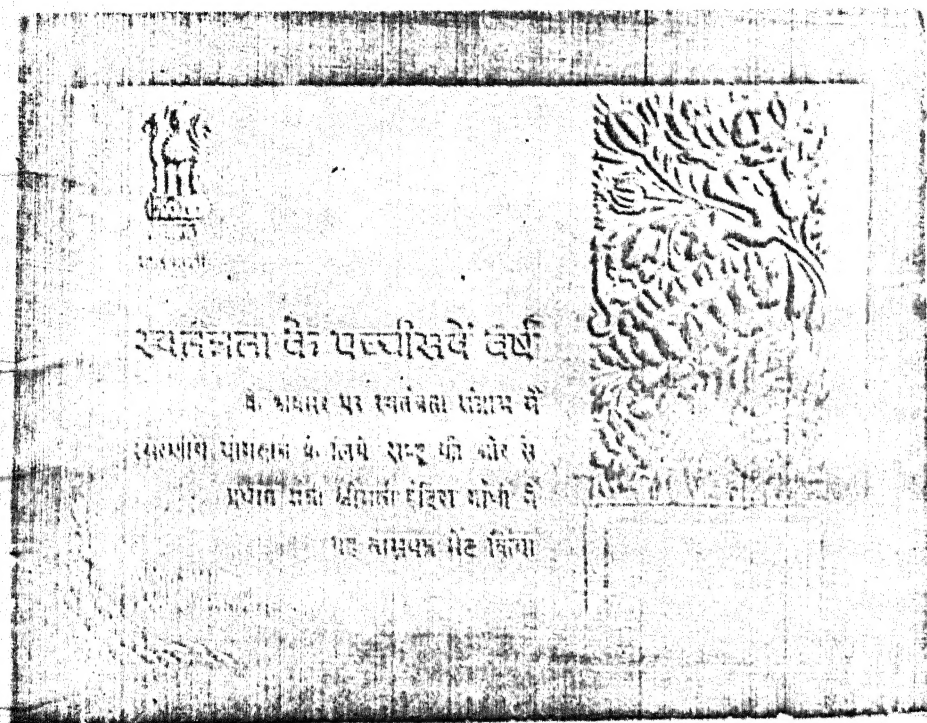 स्वतंत्रता के पच्चीसवें वर्ष
के अवसर पर स्वतंत्रता संग्राम में
स्मरणीय योगदान के लिये राष्ट्र की ओर से
प्रधान मंत्री श्रीमती इंदिरा गांधी ने
यह ताम्रपत्र भेंट किया